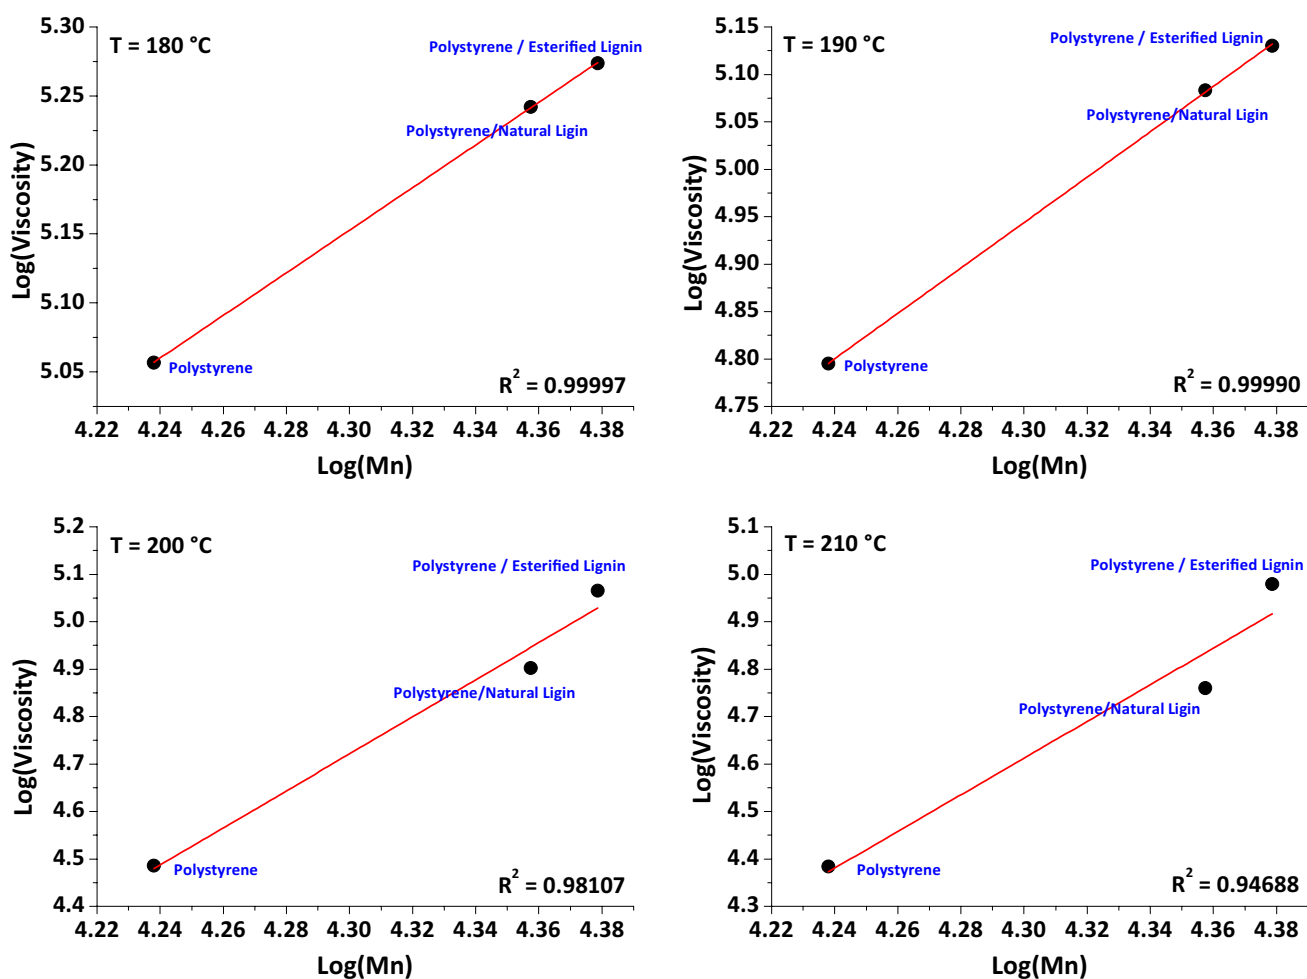 T = 180 °C
Polystyrene / Esterified Lignin
Polystyrene/Natural Ligin
Polystyrene
R² = 0.99997
Log(Viscosity)
5.30
5.25
5.20
5.15
5.10
5.05
4.22 4.24 4.26 4.28 4.30 4.32 4.34 4.36 4.38
Log(Mn)
T = 190 °C
Polystyrene / Esterified Lignin
Polystyrene/Natural Ligin
Polystyrene
R² = 0.99990
Log(Viscosity)
5.15
5.10
5.05
5.00
4.95
4.90
4.85
4.80
4.75
4.22 4.24 4.26 4.28 4.30 4.32 4.34 4.36 4.38
Log(Mn)
T = 200 °C
Polystyrene / Esterified Lignin
Polystyrene/Natural Ligin
Polystyrene
R² = 0.98107
Log(Viscosity)
5.2
5.1
5.0
4.9
4.8
4.7
4.6
4.5
4.4
4.22 4.24 4.26 4.28 4.30 4.32 4.34 4.36 4.38
Log(Mn)
T = 210 °C
Polystyrene / Esterified Lignin
Polystyrene/Natural Ligin
Polystyrene
R² = 0.94688
Log(Viscosity)
5.1
5.0
4.9
4.8
4.7
4.6
4.5
4.4
4.3
4.22 4.24 4.26 4.28 4.30 4.32 4.34 4.36 4.38
Log(Mn)